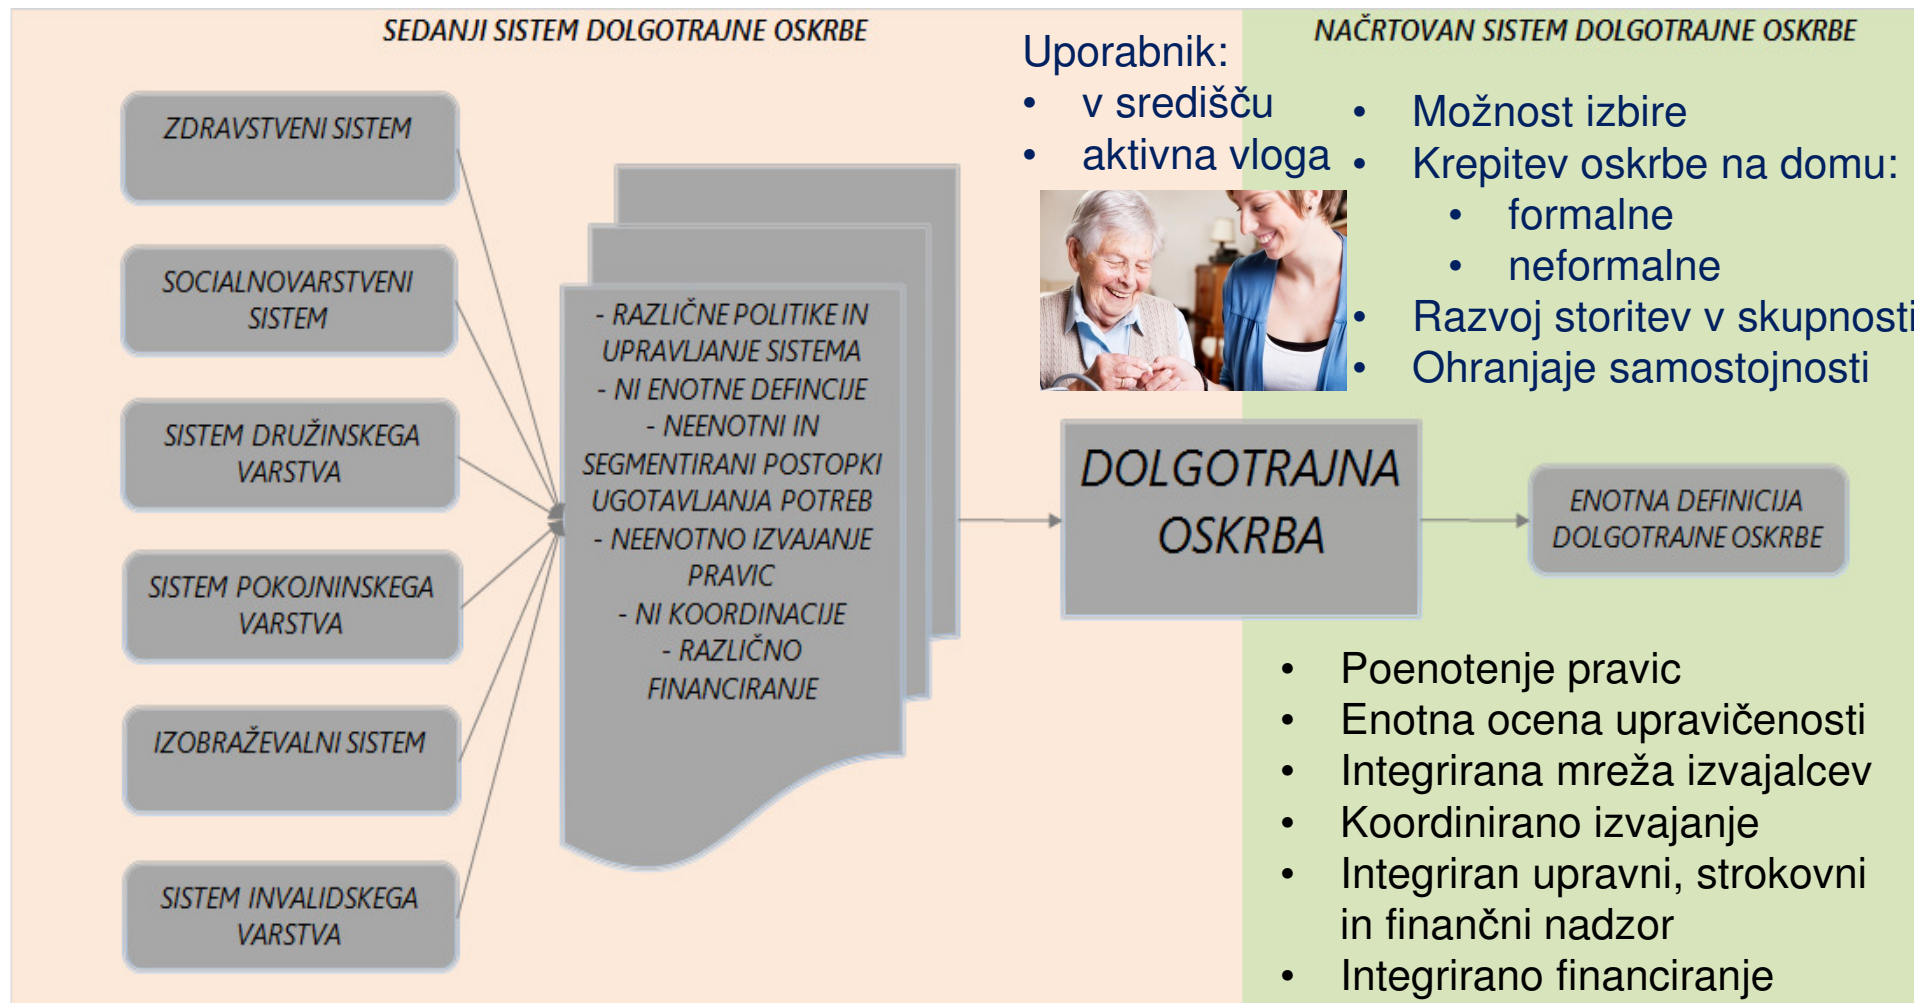 SEDANJI SISTEM DOLGOTRAJNE OSKRBE
ZDRAVSTVENI SISTEM
SOCIALNOVARSTVENI
SISTEM
SISTEM DRUŽINSKEGA
VARSTVA
SISTEM POKOJNINSKEGA
VARSTVA
IZOBRAŽEVALNI SISTEM
SISTEM INVALIDSKEGA
VARSTVA
- RAZLIČNE POLITIKE IN
UPRAVLJANJE SISTEMA
- NI ENOTNE DEFINCIJE
- NEENOTNI IN
SEGMENTIRANI POSTOPKI
UGOTAVLJANJA POTREB
- NEENOTNO IZVAJANJE
PRAVIC
- NI KOORDINACIJE
- RAZLIČNO
FINANCIRANJE
Uporabnik:
• v središču
• aktivna vloga
DOLGOTRAJNA
OSKRBA
NAČRTOVAN SISTEM DOLGOTRAJNE OSKRBE
• Možnost izbire
• Krepitev oskrbe na domu:
• formalne
• neformalne
• Razvoj storitev v skupnosti
• Ohranjaje samostojnosti
ENOTNA DEFINICIJA
DOLGOTRAJNE OSKRBE
• Poenotenje pravic
• Enotna ocena upravičenosti
• Integrirana mreža izvajalcev
• Koordinirano izvajanje
• Integriran upravni, strokovni
in finančni nadzor
• Integrirano financiranje